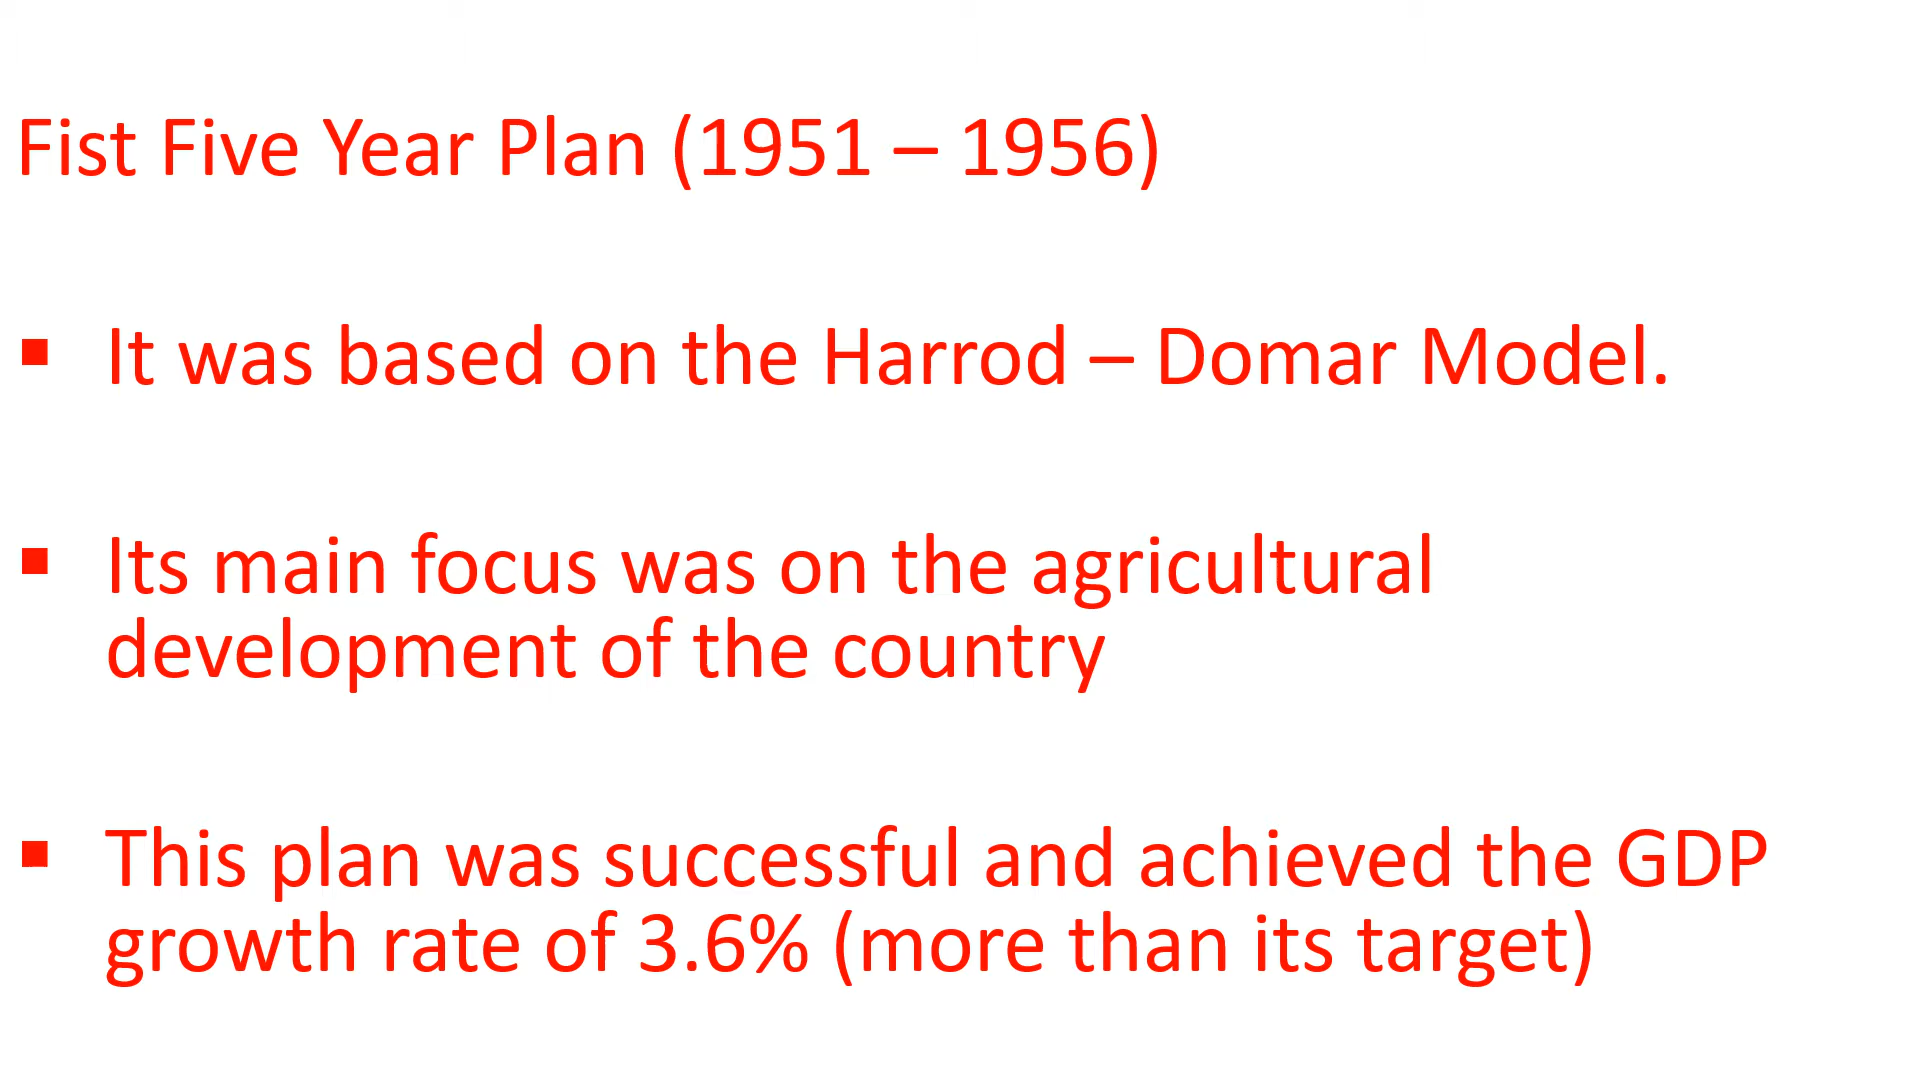 Fist Five Year Plan (1951 – 1956)
▪ It was based on the Harrod – Domar Model.
▪ Its main focus was on the agricultural
development of the country
▪ This plan was successful and achieved the GDP
growth rate of 3.6% (more than its target)